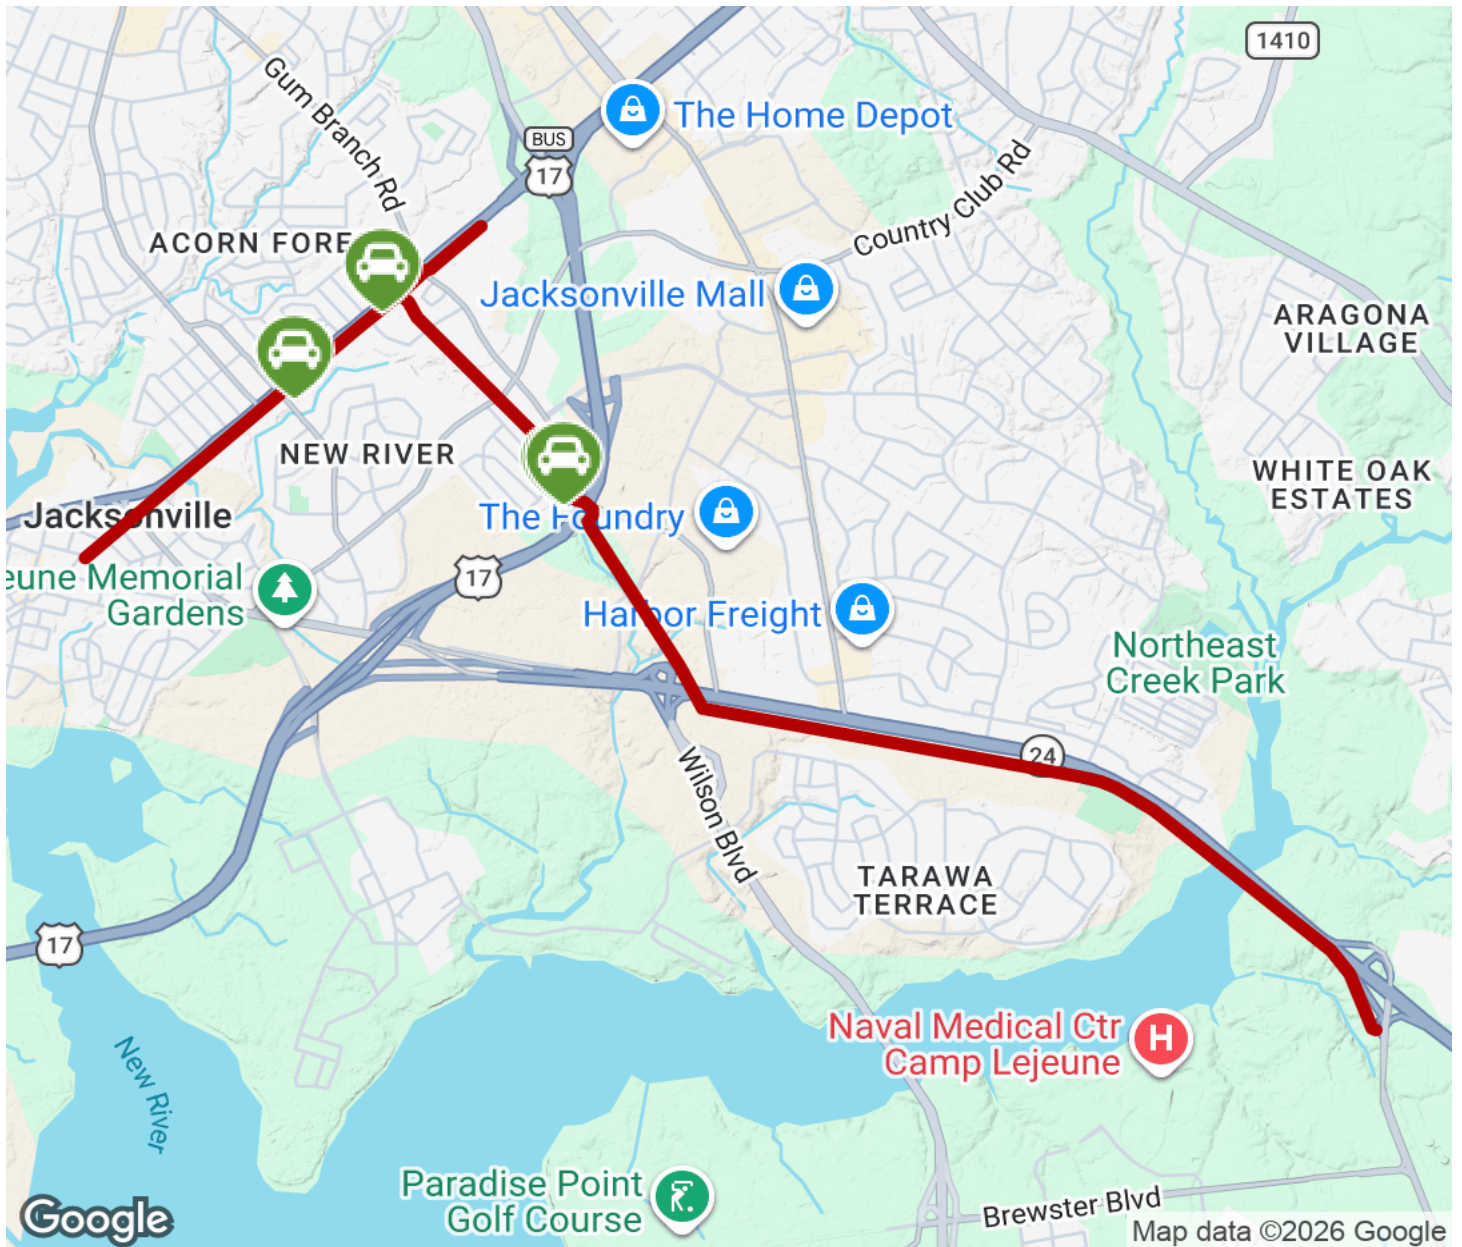 1410
Gum Branch Rd
The Home Depot
BUS
17
Country Club Rd
ACORN FORE
Jacksonville Mall
ARAGONA
VILLAGE
NEW RIVER
WHITE OAK
ESTATES
Jacksonville
The Foundry
eune Memorial
Gardens
17
Harbor Freight
Northeast
Creek Park
24
Wilson Blvd
TARAWA
TERRACE
17
Naval Medical Ctr
Camp Lejeune
H
New River
Paradise Point
Golf Course
Brewster Blvd
Google
Map data ©2026 Google